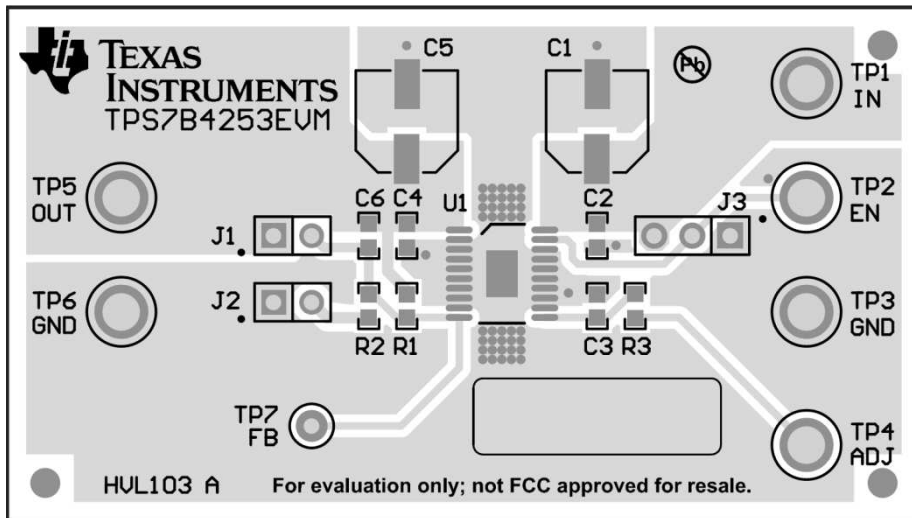 TEXAS
INSTRUMENTS
TPS7B4253EVM
C5
C1
Pb
TP1
IN
TP5
OUT
C6
C4
U1
C2
J3
TP2
EN
J1
TP6
GND
J2
TP3
GND
R2
R1
C3
R3
TP7
FB
TP4
ADJ
HVL103 A
For evaluation only; not FCC approved for resale.